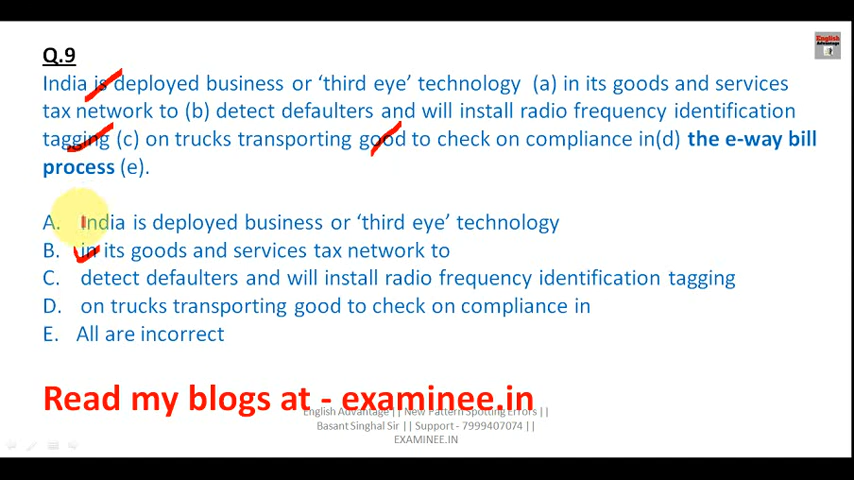 English
Advantage
Q.9
India is deployed business or ‘third eye’ technology (a) in its goods and services
tax network to (b) detect defaulters and will install radio frequency identification
tagging (c) on trucks transporting good to check on compliance in(d) the e-way bill
process (e).
A. India is deployed business or ‘third eye’ technology
B. in its goods and services tax network to
C. detect defaulters and will install radio frequency identification tagging
D. on trucks transporting good to check on compliance in
E. All are incorrect
Read my blogs at - examinee.in
English Advantage || New Pattern Spotting Errors ||
Basant Singhal Sir || Support - 7999407074 ||
EXAMINEE.IN